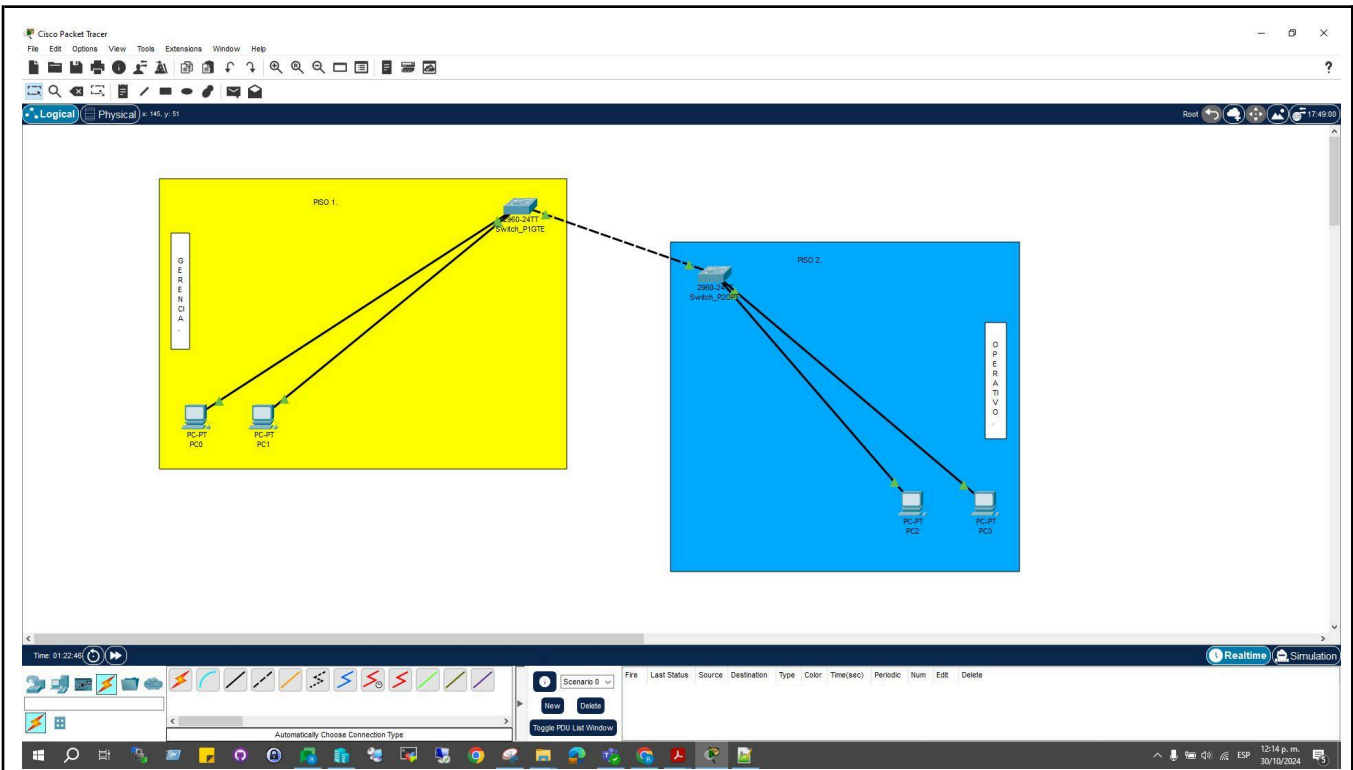 Cisco Packet Tracer
File Edit Options View Tools Extensions Window Help
?
Logical Physical x: 145, y: 51 Root 17:49:00
PISO 1.
2960-24TT
Switch_P1GTE
G
E
R
E
N
CI
A
.
PC-PT
PC0
PC-PT
PC1
PISO 2.
Switch_P2OPT
O
P
E
R
A
TI
V
O
.
PC-PT
PC2
PC-PT
PC3
Time: 01:22:46 Realtime Simulation
Scenario 0
New Delete
Toggle PDU List Window
Fire Last Status Source Destination Type Color Time(sec) Periodic Num Edit Delete
Automatically Choose Connection Type
ESP
12:14 p. m.
30/10/2024
5